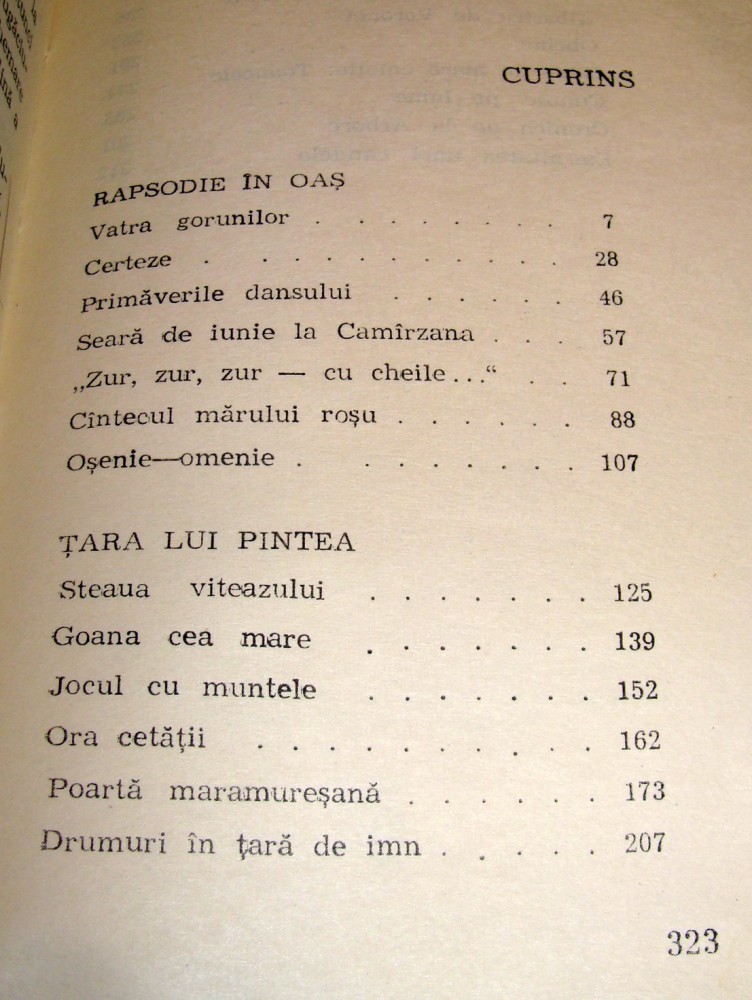 CUPRINS
RAPSODIE ÎN OAȘ
Vatra gorunilor . . . . . . . 7
Certeze . . . . . . . . . . 28
Primăverile dansului . . . . . . 46
Seară de iunie la Camîrzana . . . 57
„Zur, zur, zur — cu cheile ...“ . . 71
Cîntecul mărului roșu . . . . . . 88
Oșenie—omenie . . . . . . . 107
ȚARA LUI PINTEA
Steaua viteazului . . . . . . . 125
Goana cea mare . . . . . . . 139
Jocul cu muntele . . . . . . . 152
Ora cetății . . . . . . . . . . 162
Poartă maramureșană . . . . . . 173
Drumuri în țară de imn . . . . . 207
323